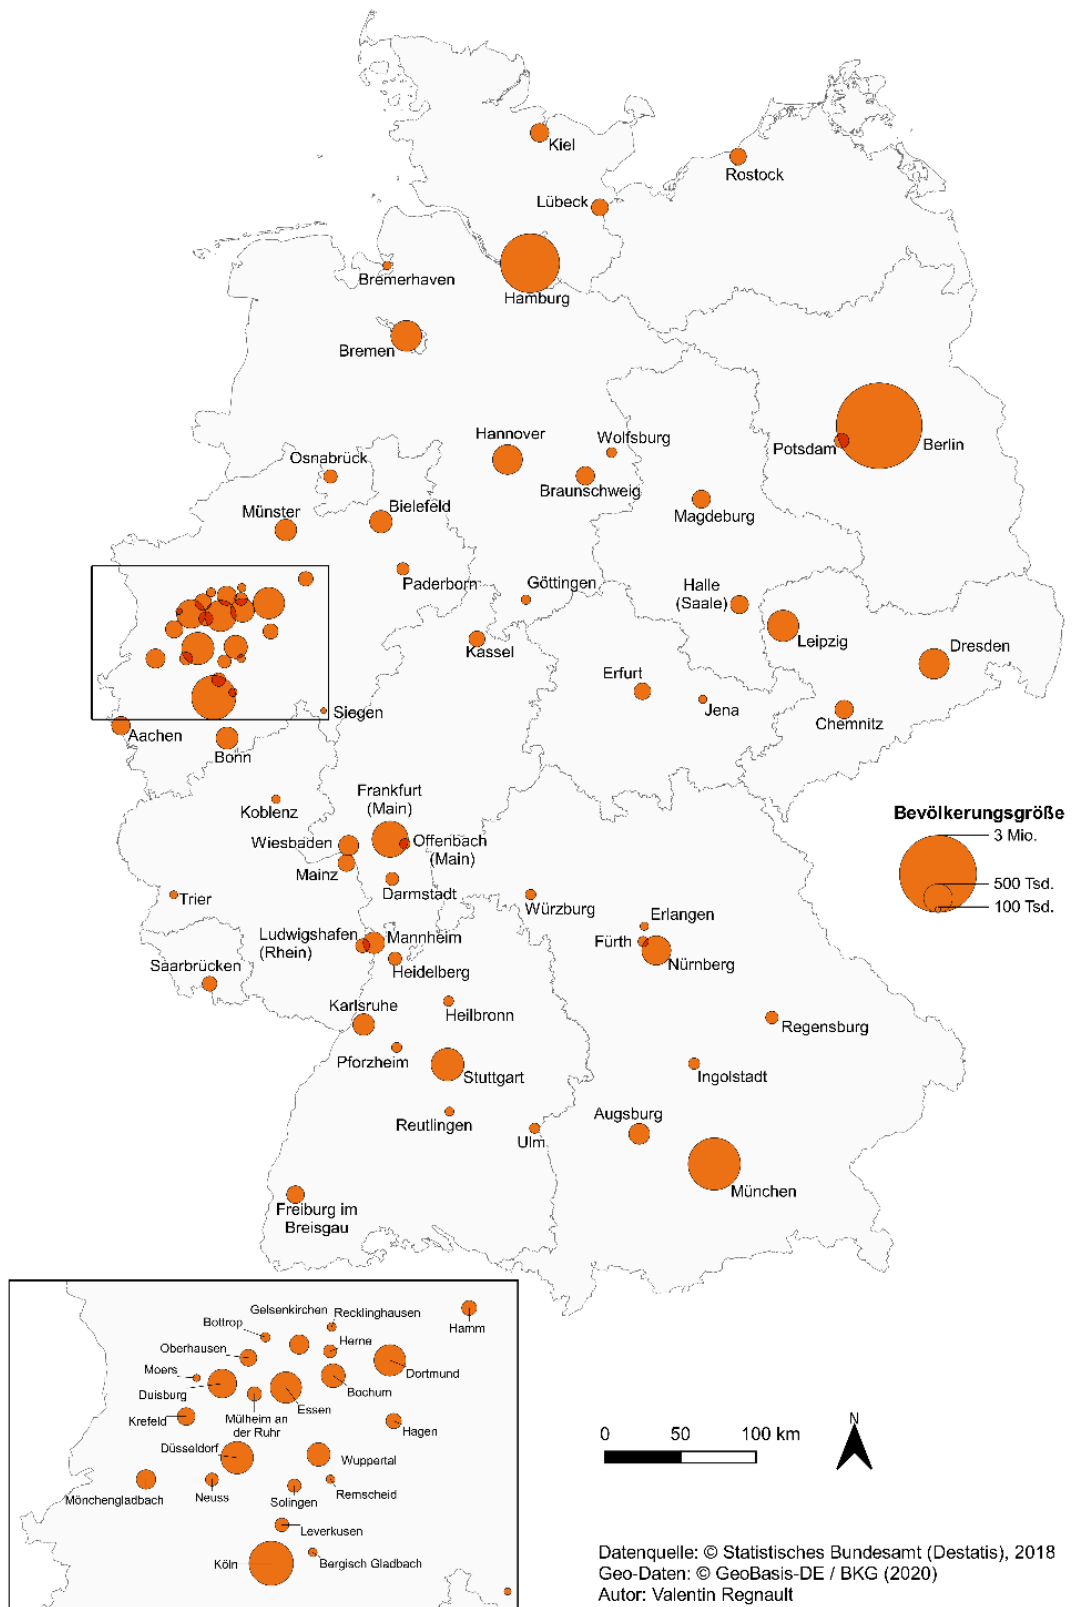 Kiel
Rostock
Lübeck
Bremerhaven
Hamburg
Bremen
Hannover
Wolfsburg
Potsdam
Berlin
Osnabrück
Braunschweig
Münster
Bielefeld
Magdeburg
Paderborn
Göttingen
Halle
(Saale)
Leipzig
Kassel
Dresden
Erfurt
Jena
Chemnitz
Siegen
Aachen
Bonn
Koblenz
Frankfurt
(Main)
Wiesbaden
Offenbach
(Main)
Mainz
Darmstadt
Trier
Würzburg
Erlangen
Fürth
Nürnberg
Ludwigshafen
(Rhein)
Mannheim
Heidelberg
Saarbrücken
Karlsruhe
Heilbronn
Regensburg
Pforzheim
Stuttgart
Ingolstadt
Reutlingen
Augsburg
Ulm
München
Freiburg im
Breisgau
Bevölkerungsgröße
3 Mio.
500 Tsd.
100 Tsd.
Gelsenkirchen
Recklinghausen
Bottrop
Hamm
Oberhausen
Herne
Moers
Dortmund
Duisburg
Bochum
Essen
Krefeld
Mülheim an
der Ruhr
Hagen
Düsseldorf
Wuppertal
Mönchengladbach
Neuss
Solingen
Remscheid
Leverkusen
Köln
Bergisch Gladbach
0 50 100 km
N
Datenquelle: © Statistisches Bundesamt (Destatis), 2018
Geo-Daten: © GeoBasis-DE / BKG (2020)
Autor: Valentin Regnault